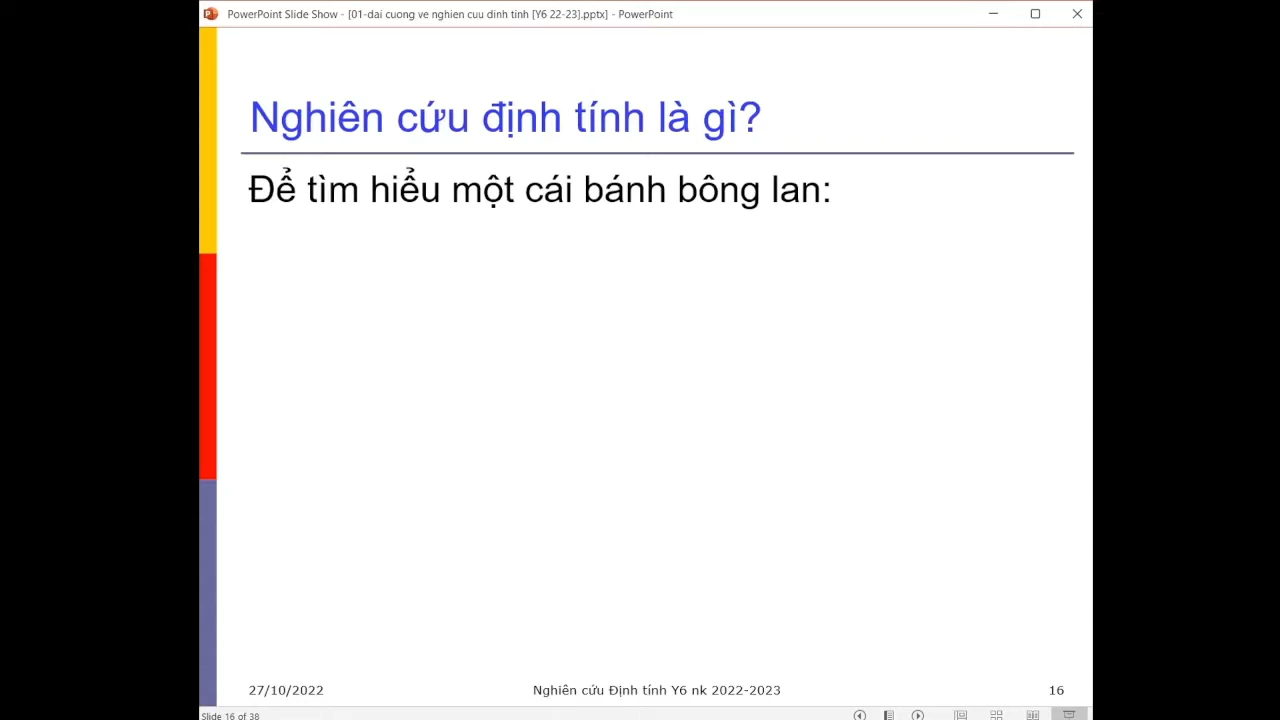 PowerPoint Slide Show - [01-dai cuong ve nghien cuu dinh tinh [Y6 22-23].pptx] - PowerPoint
Nghiên cứu định tính là gì?
Để tìm hiểu một cái bánh bông lan:
27/10/2022
Nghiên cứu Định tính Y6 nk 2022-2023
16
Slide 16 of 38